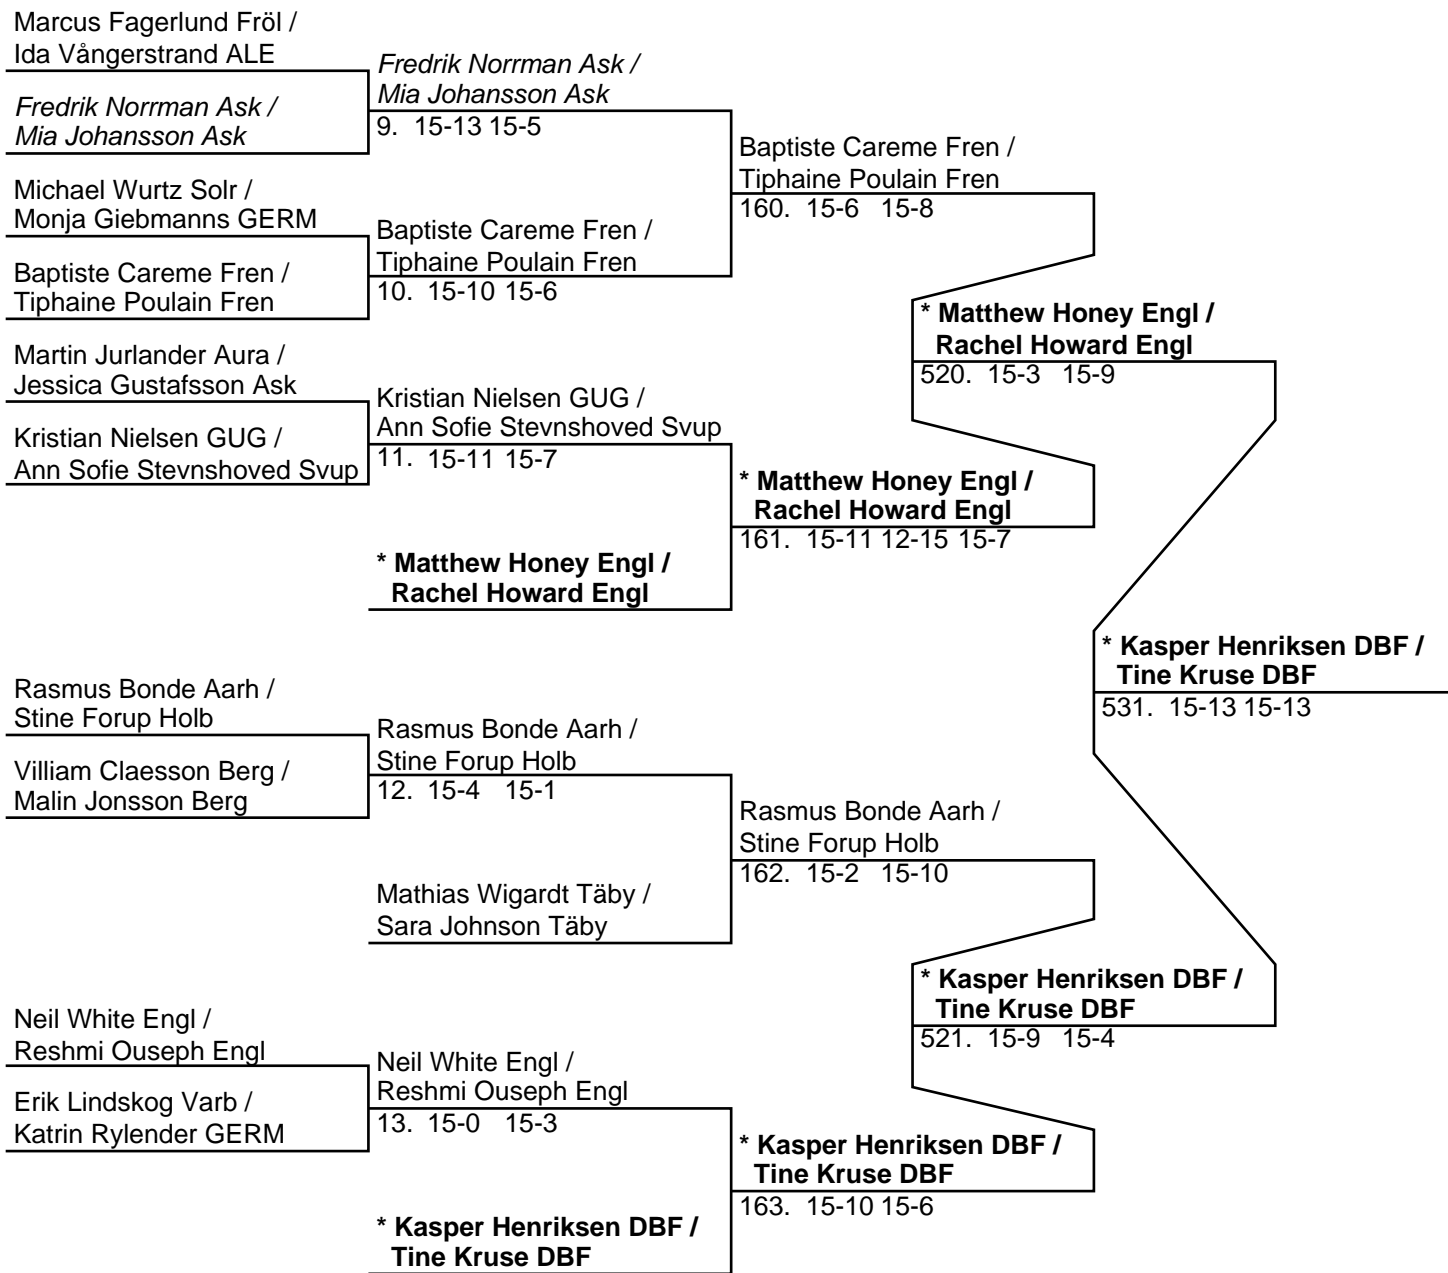 Marcus Fagerlund Fröl /
Ida Vångerstrand ALE
Fredrik Norrman Ask /
Mia Johansson Ask
Michael Wurtz Solr /
Monja Giebmanns GERM
Baptiste Careme Fren /
Tiphaine Poulain Fren
Martin Jurlander Aura /
Jessica Gustafsson Ask
Kristian Nielsen GUG /
Ann Sofie Stevnshoved Svup
Rasmus Bonde Aarh /
Stine Forup Holb
Villiam Claesson Berg /
Malin Jonsson Berg
Neil White Engl /
Reshmi Ouseph Engl
Erik Lindskog Varb /
Katrin Rylender GERM
Fredrik Norrman Ask /
Mia Johansson Ask
9. 15-13 15-5
Baptiste Careme Fren /
Tiphaine Poulain Fren
10. 15-10 15-6
Kristian Nielsen GUG /
Ann Sofie Stevnshoved Svup
11. 15-11 15-7
* Matthew Honey Engl /
Rachel Howard Engl
Rasmus Bonde Aarh /
Stine Forup Holb
12. 15-4 15-1
Mathias Wigardt Täby /
Sara Johnson Täby
Neil White Engl /
Reshmi Ouseph Engl
13. 15-0 15-3
* Kasper Henriksen DBF /
Tine Kruse DBF
Baptiste Careme Fren /
Tiphaine Poulain Fren
160. 15-6 15-8
* Matthew Honey Engl /
Rachel Howard Engl
161. 15-11 12-15 15-7
Rasmus Bonde Aarh /
Stine Forup Holb
162. 15-2 15-10
* Kasper Henriksen DBF /
Tine Kruse DBF
163. 15-10 15-6
* Matthew Honey Engl /
Rachel Howard Engl
520. 15-3 15-9
* Kasper Henriksen DBF /
Tine Kruse DBF
521. 15-9 15-4
* Kasper Henriksen DBF /
Tine Kruse DBF
531. 15-13 15-13